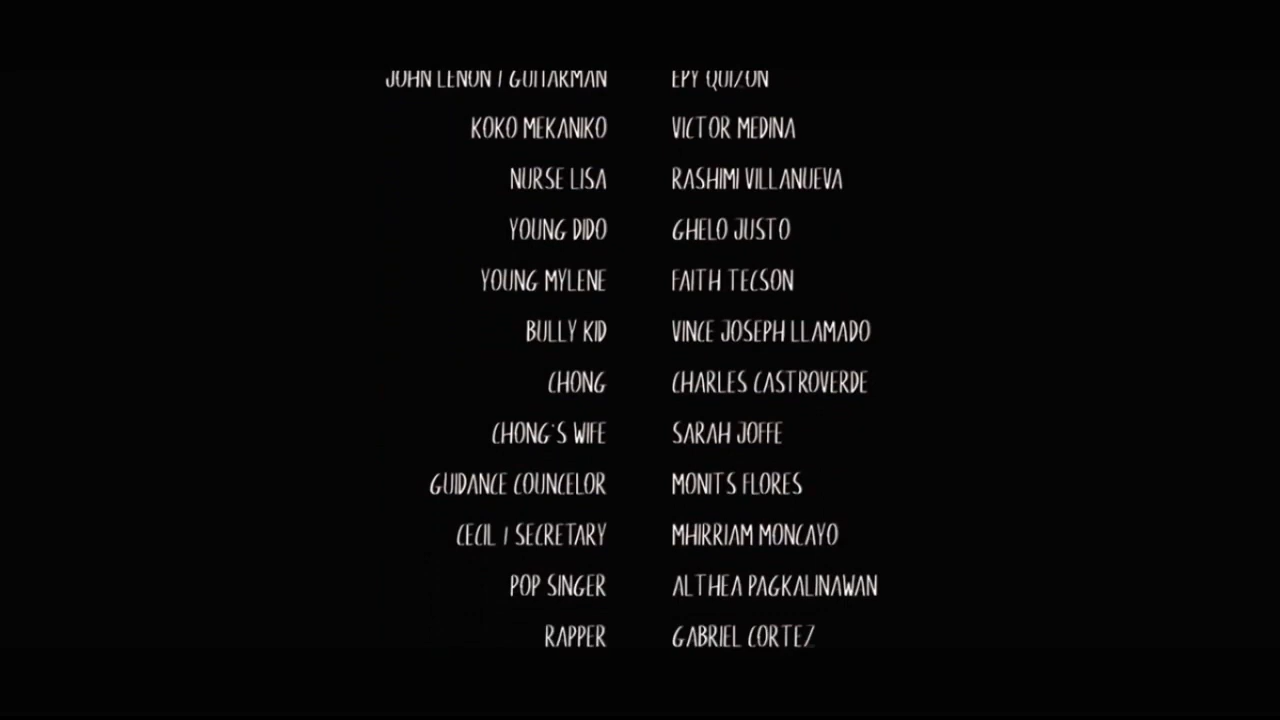 JOHN LENON / GUITARMAN EPY QUIZON
KOKO MEKANIKO VICTOR MEDINA
NURSE LISA RASHIMI VILLANUEVA
YOUNG DIDO GHELO JUSTO
YOUNG MYLENE FAITH TECSON
BULLY KID VINCE JOSEPH LLAMADO
CHONG CHARLES CASTROVERDE
CHONG'S WIFE SARAH JOFFE
GUIDANCE COUNCELOR MONITS FLORES
CECIL / SECRETARY MHIRRIAM MONCAYO
POP SINGER ALTHEA PAGKALINAWAN
RAPPER GABRIEL CORTEZ